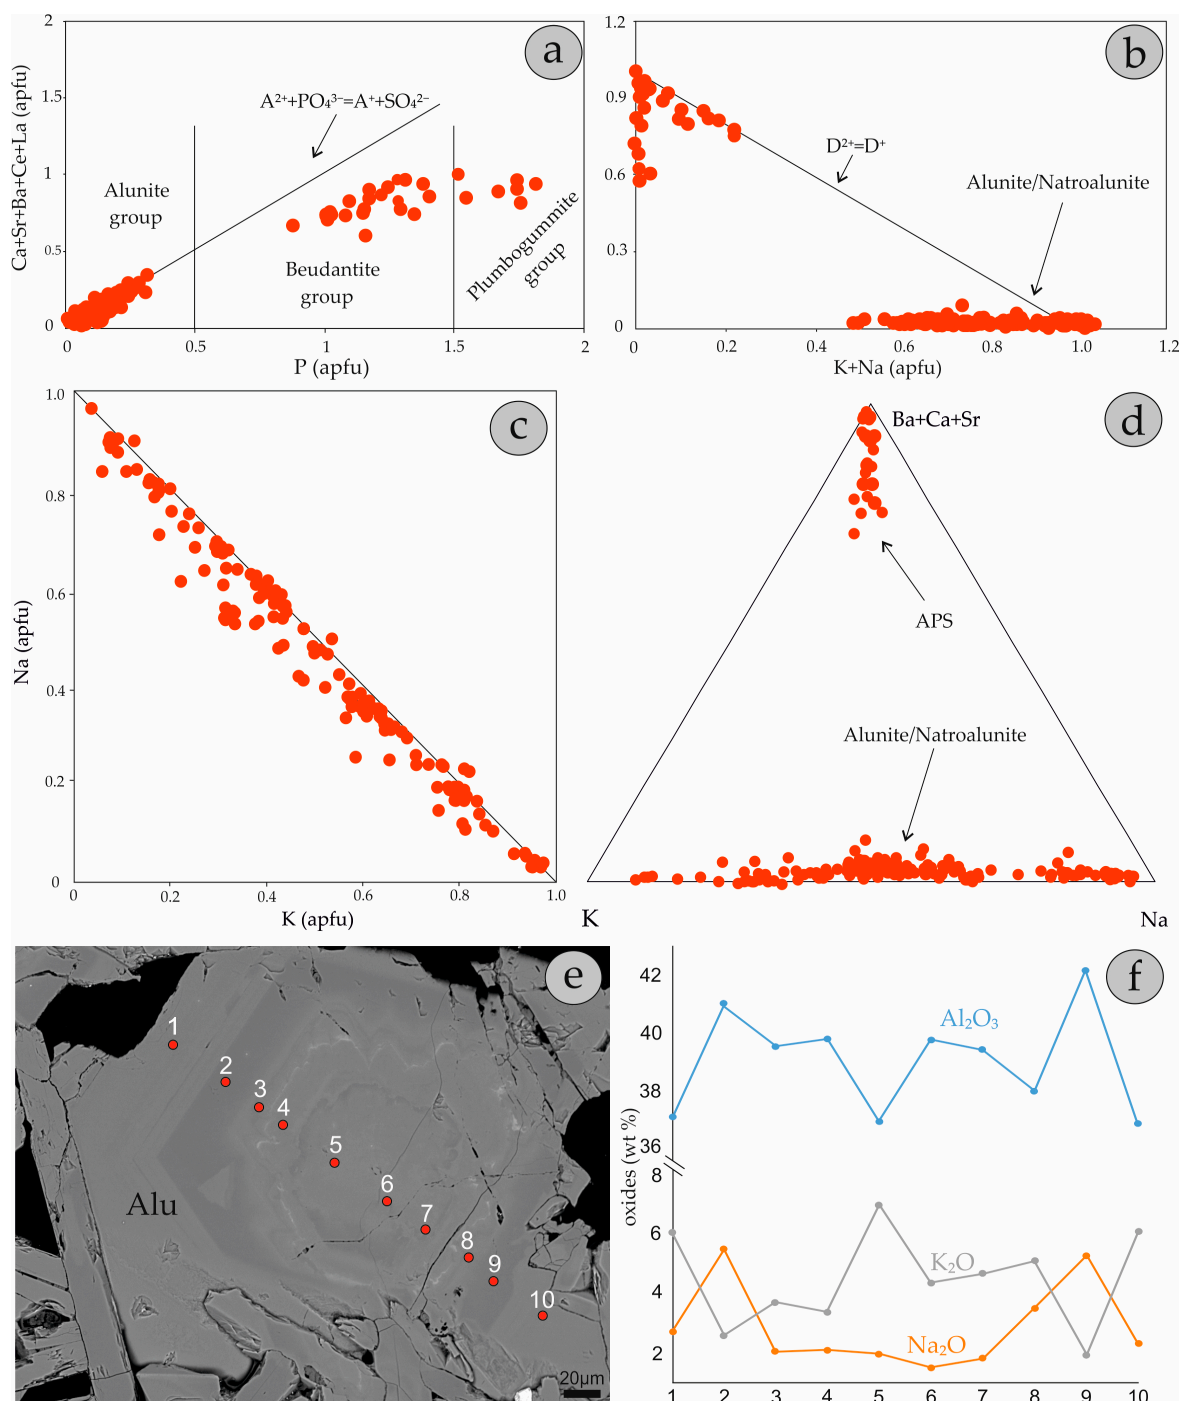 a
2
1.5
1
0.5
0
Ca+Sr+Ba+Ce+La (apfu)
A²⁺+PO₄³⁻=A⁺+SO₄²⁻
Alunite
group
Beudantite
group
Plumbogummite
group
0
0.5
1
1.5
2
P (apfu)
b
1.2
0.9
0.6
0.3
0
D²⁺=D⁺
Alunite/Natroalunite
0
0.2
0.4
0.6
0.8
1.0
1.2
K+Na (apfu)
c
1.0
0.8
0.6
0.4
0.2
0
Na (apfu)
0
0.2
0.4
0.6
0.8
1.0
K (apfu)
d
Ba+Ca+Sr
APS
Alunite/Natroalunite
K
Na
e
1
2
3
4
5
6
7
8
9
10
Alu
20μm
f
42
40
38
36
8
6
4
2
oxides (wt %)
Al₂O₃
K₂O
Na₂O
1
2
3
4
5
6
7
8
9
10